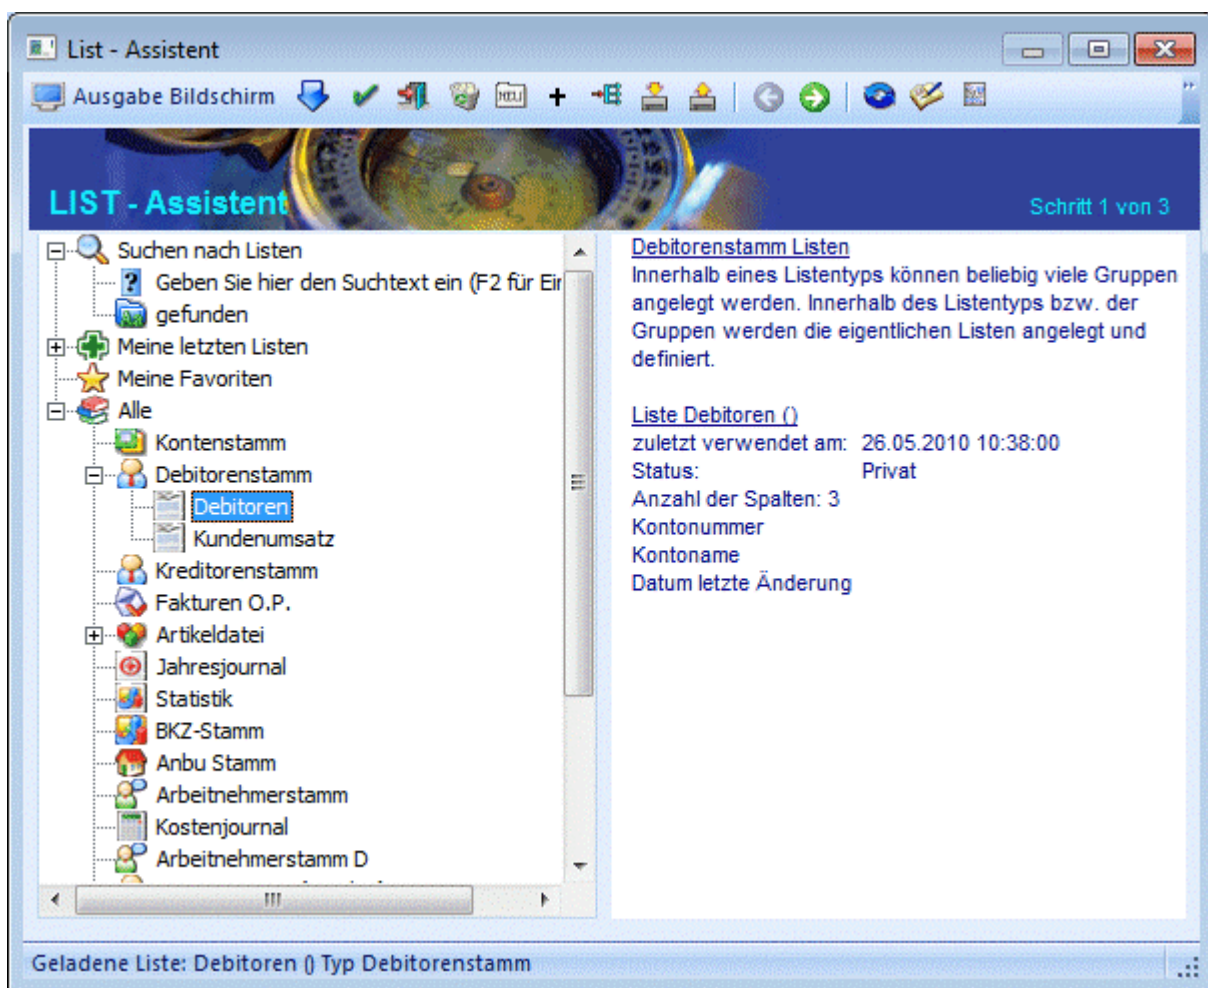 List - Assistent
Ausgabe Bildschirm
NEU
LIST - Assistent
Schritt 1 von 3
Suchen nach Listen
Geben Sie hier den Suchtext ein (F2 für Eir
gefunden
Meine letzten Listen
Meine Favoriten
Alle
Kontenstamm
Debitorenstamm
Debitoren
Kundenumsatz
Kreditorenstamm
Fakturen O.P.
Artikeldatei
Jahresjournal
Statistik
BKZ-Stamm
Anbu Stamm
Arbeitnehmerstamm
Kostenjournal
Arbeitnehmerstamm D
Debitorenstamm Listen
Innerhalb eines Listentyps können beliebig viele Gruppen
angelegt werden. Innerhalb des Listentyps bzw. der
Gruppen werden die eigentlichen Listen angelegt und
definiert.
Liste Debitoren ()
zuletzt verwendet am: 26.05.2010 10:38:00
Status: Privat
Anzahl der Spalten: 3
Kontonummer
Kontoname
Datum letzte Änderung
Geladene Liste: Debitoren () Typ Debitorenstamm